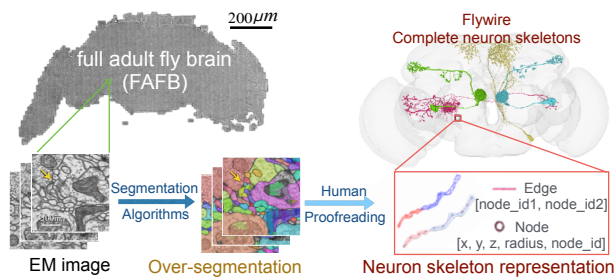 200μm
full adult fly brain
(FAFB)
Flywire
Complete neuron skeletons
Segmentation
Algorithms
Human
Proofreading
Edge
[node_id1, node_id2]
Node
[x, y, z, radius, node_id]
EM image
Over-segmentation
Neuron skeleton representation